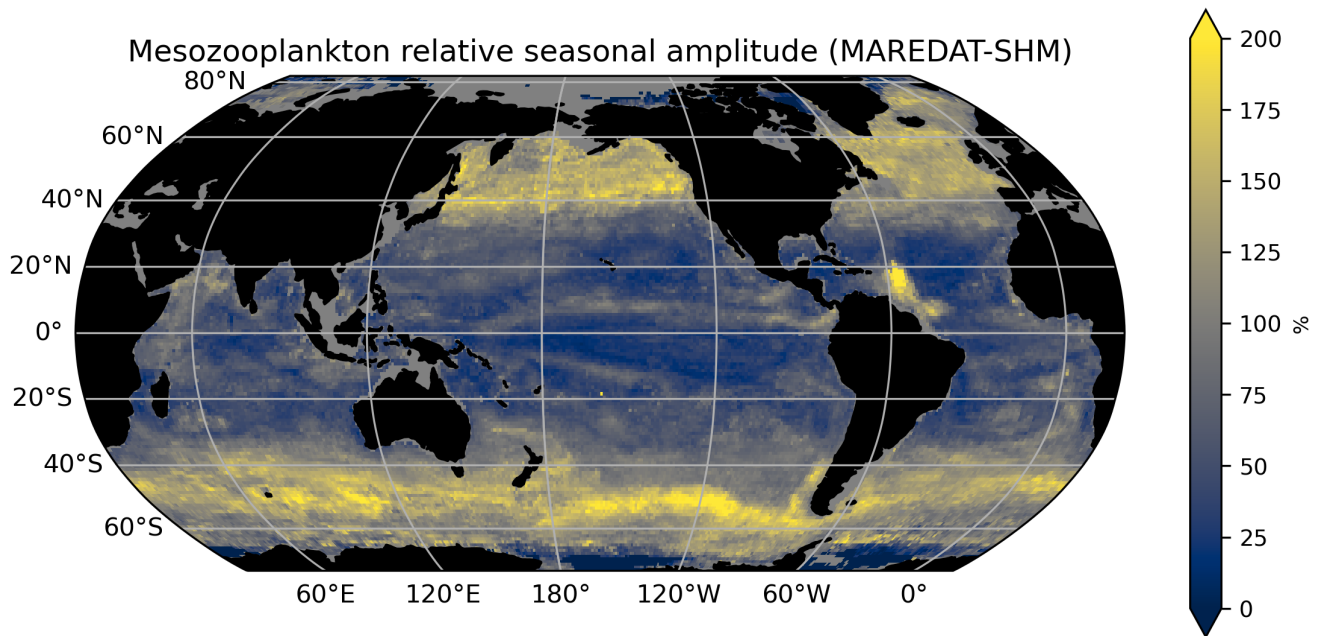 Mesozooplankton relative seasonal amplitude (MAREDAT-SHM)
80°N
60°N
40°N
20°N
0°
20°S
40°S
60°S
60°E 120°E 180° 120°W 60°W 0°
200
175
150
125
100
75
50
25
0
%